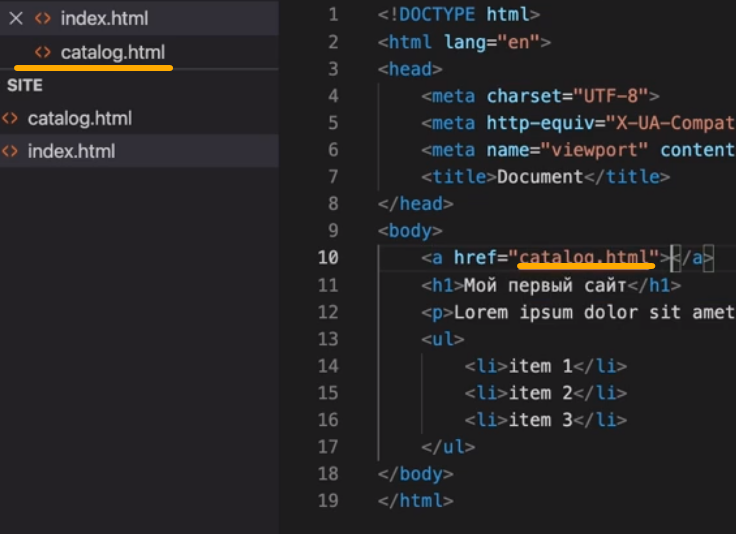 index.html
catalog.html
SITE
catalog.html
index.html
1 <!DOCTYPE html>
2 <html lang="en">
3 <head>
4 <meta charset="UTF-8">
5 <meta http-equiv="X-UA-Compat
6 <meta name="viewport" content
7 <title>Document</title>
8 </head>
9 <body>
10 <a href="catalog.html"></a>
11 <h1>Мой первый сайт</h1>
12 <p>Lorem ipsum dolor sit amet
13 <ul>
14 <li>item 1</li>
15 <li>item 2</li>
16 <li>item 3</li>
17 </ul>
18 </body>
19 </html>